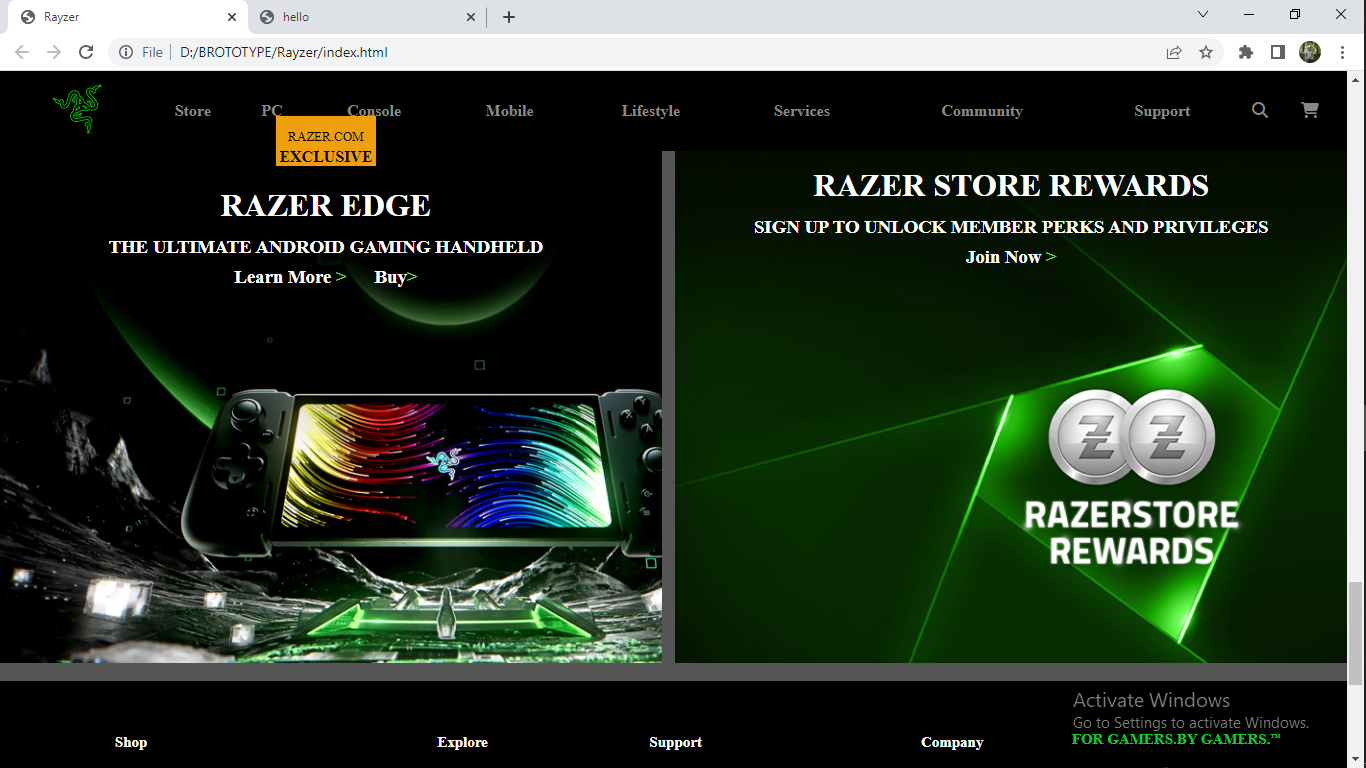 Rayzer
hello
File
D:/BROTOTYPE/Rayzer/index.html
Store PC Console Mobile Lifestyle Services Community Support
RAZER.COM
EXCLUSIVE
RAZER EDGE
THE ULTIMATE ANDROID GAMING HANDHELD
Learn More > Buy>
RAZER STORE REWARDS
SIGN UP TO UNLOCK MEMBER PERKS AND PRIVILEGES
Join Now >
RAZERSTORE
REWARDS
Activate Windows
Go to Settings to activate Windows.
FOR GAMERS.BY GAMERS.™
Shop Explore Support Company